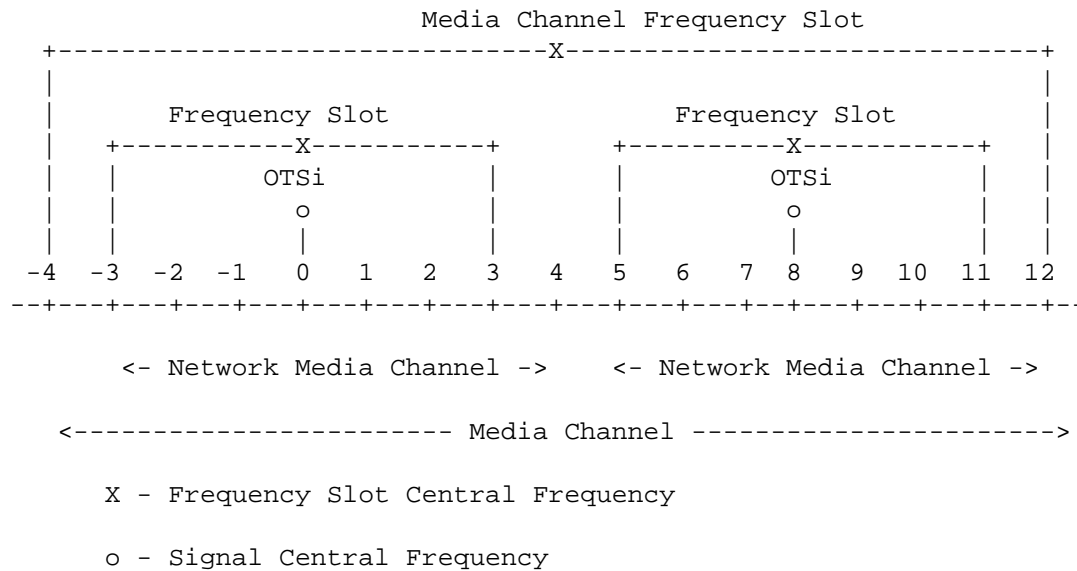 Media Channel Frequency Slot
+-------------------------------X------------------------------+
|                                                              |
|       Frequency Slot                  Frequency Slot         |
|   +-----------X-----------+       +----------X-----------+   |
|   |         OTSi          |       |         OTSi         |   |
|   |           o           |       |          o           |   |
|   |           |           |       |          |           |   |
-4  -3  -2  -1   0   1   2   3   4   5   6   7  8   9  10  11  12
--+---+---+---+---+---+---+---+---+---+---+---+--+---+---+---+---+--
<- Network Media Channel ->    <- Network Media Channel ->
<------------------------ Media Channel ----------------------->
X - Frequency Slot Central Frequency
o - Signal Central Frequency